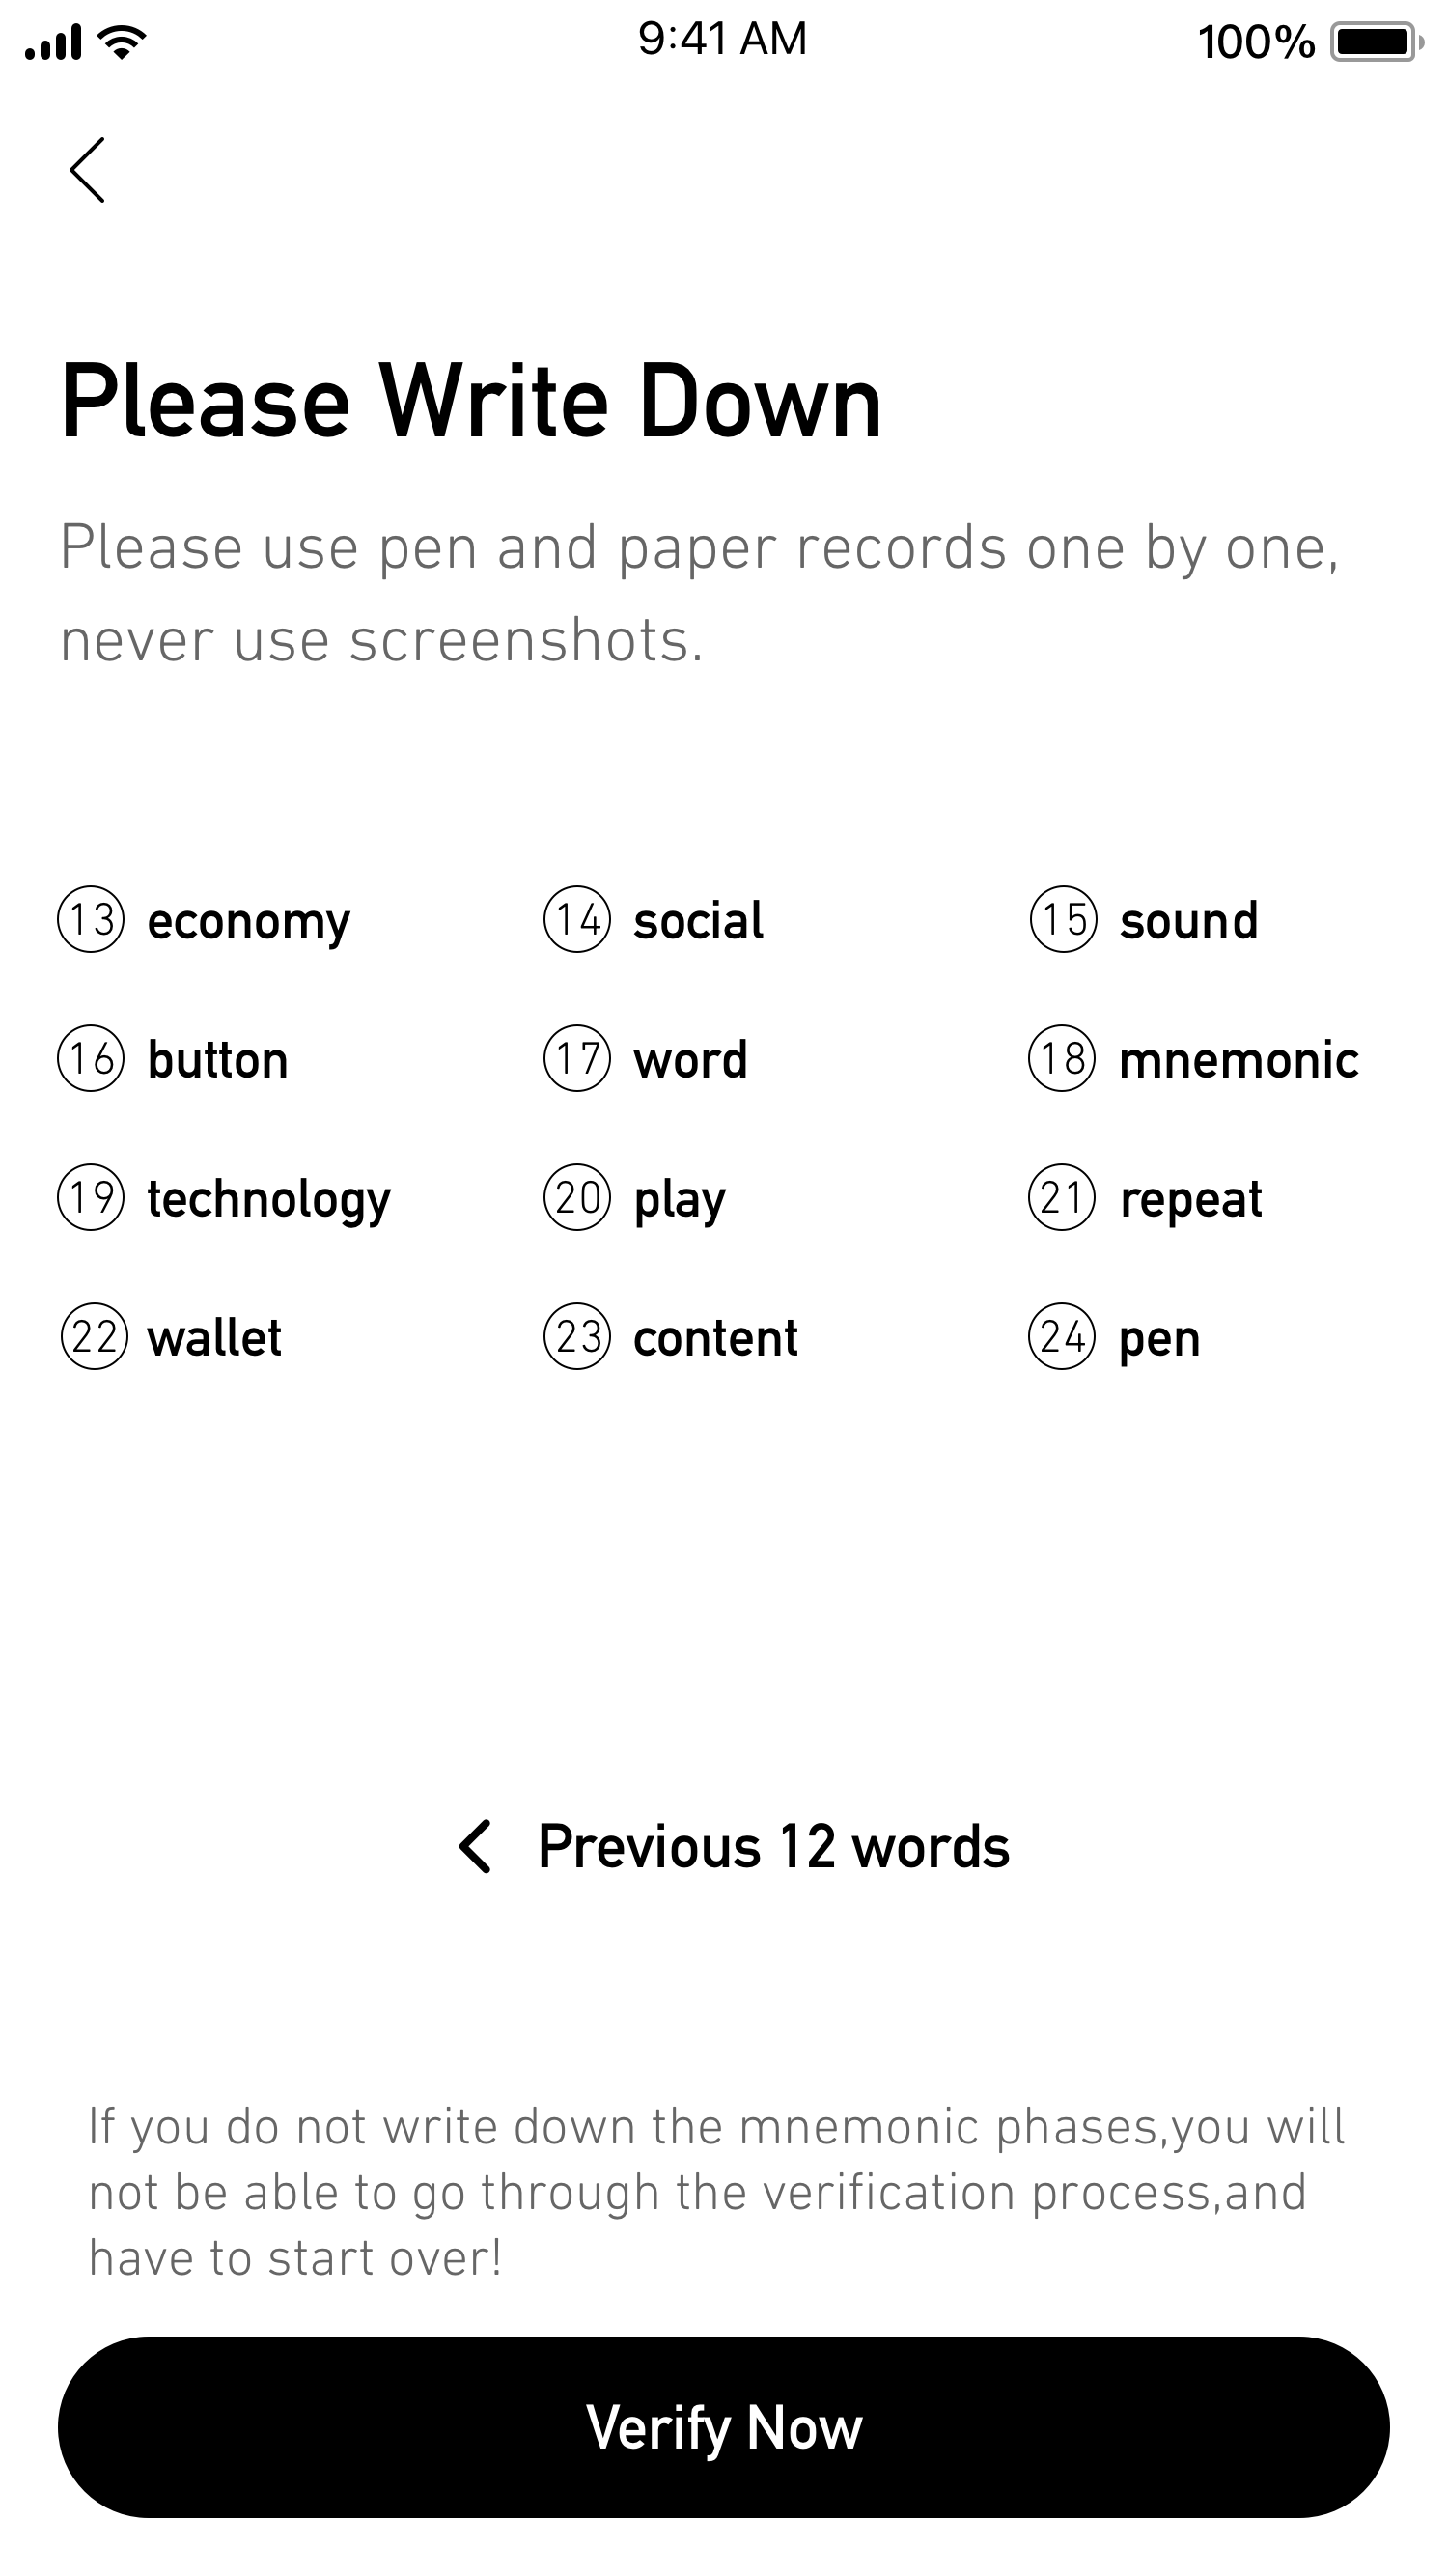 9:41 AM 100%
Please Write Down
Please use pen and paper records one by one,
never use screenshots.
13 economy 14 social 15 sound
16 button 17 word 18 mnemonic
19 technology 20 play 21 repeat
22 wallet 23 content 24 pen
Previous 12 words
If you do not write down the mnemonic phases,you will
not be able to go through the verification process,and
have to start over!
Verify Now